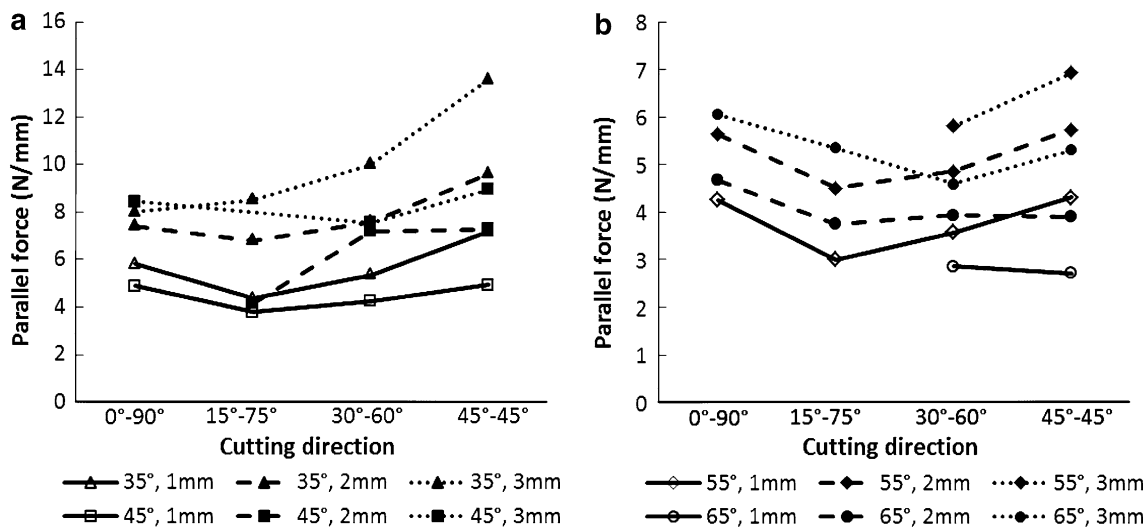 a
16
14
12
10
8
6
4
2
0
Parallel force (N/mm)
0°-90° 15°-75° 30°-60° 45°-45°
Cutting direction
35°, 1mm 35°, 2mm 35°, 3mm
45°, 1mm 45°, 2mm 45°, 3mm
b
8
7
6
5
4
3
2
1
0
Parallel force (N/mm)
0°-90° 15°-75° 30°-60° 45°-45°
Cutting direction
55°, 1mm 55°, 2mm 55°, 3mm
65°, 1mm 65°, 2mm 65°, 3mm